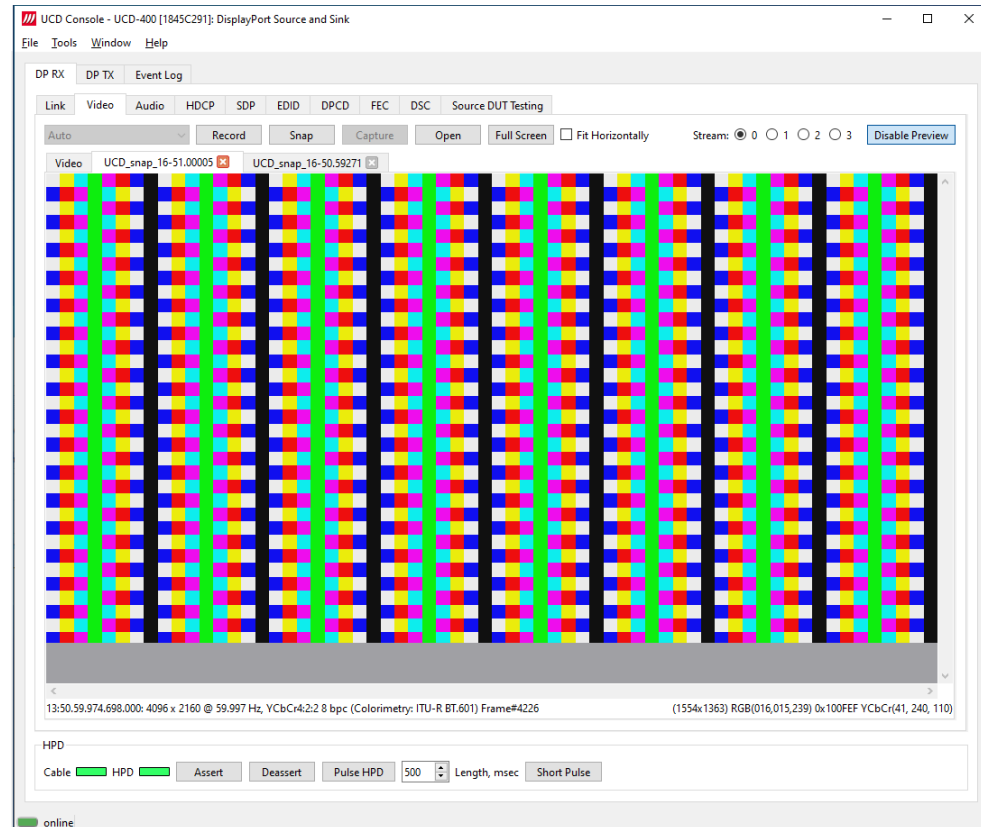 UCD Console - UCD-400 [1845C291]: DisplayPort Source and Sink
File Tools Window Help
DP RX DP TX Event Log
Link Video Audio HDCP SDP EDID DPCD FEC DSC Source DUT Testing
Auto Record Snap Capture Open Full Screen Fit Horizontally Stream: 0 1 2 3 Disable Preview
Video UCD_snap_16-51.00005 UCD_snap_16-50.59271
13:50.59.974.698.000: 4096 x 2160 @ 59.997 Hz, YCbCr4:2:2 8 bpc (Colorimetry: ITU-R BT.601) Frame#4226 (1554x1363) RGB(016,015,239) 0x100FEF YCbCr(41, 240, 110)
HPD
Cable HPD Assert Deassert Pulse HPD 500 Length, msec Short Pulse
online